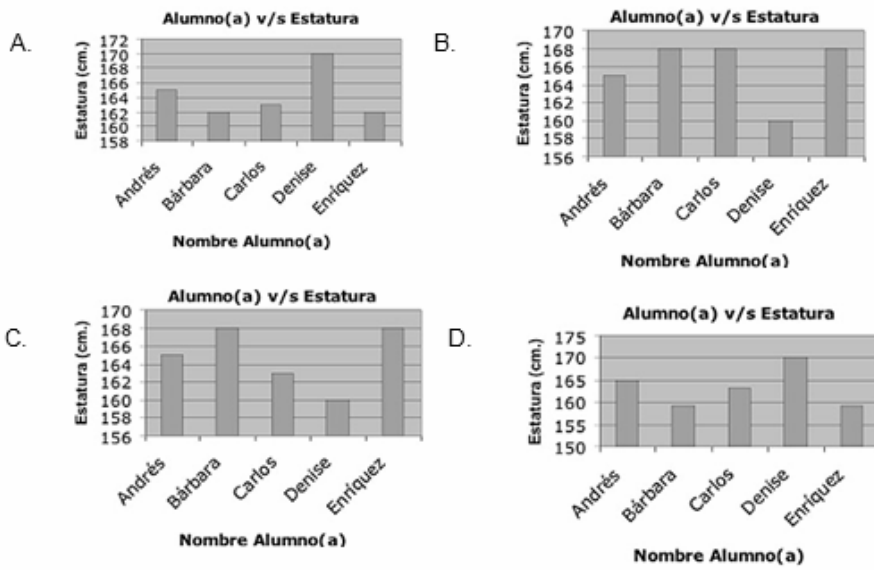 A.
Alumno(a) v/s Estatura
Estatura (cm.)
172
170
168
166
164
162
160
158
Andrés
Bárbara
Carlos
Denise
Enríquez
Nombre Alumno(a)
B.
Alumno(a) v/s Estatura
Estatura (cm.)
170
168
166
164
162
160
158
156
Andrés
Bárbara
Carlos
Denise
Enríquez
Nombre Alumno(a)
C.
Alumno(a) v/s Estatura
Estatura (cm.)
170
168
166
164
162
160
158
156
Andrés
Bárbara
Carlos
Denise
Enríquez
Nombre Alumno(a)
D.
Alumno(a) v/s Estatura
Estatura (cm.)
175
170
165
160
155
150
Andrés
Bárbara
Carlos
Denise
Enríquez
Nombre Alumno(a)